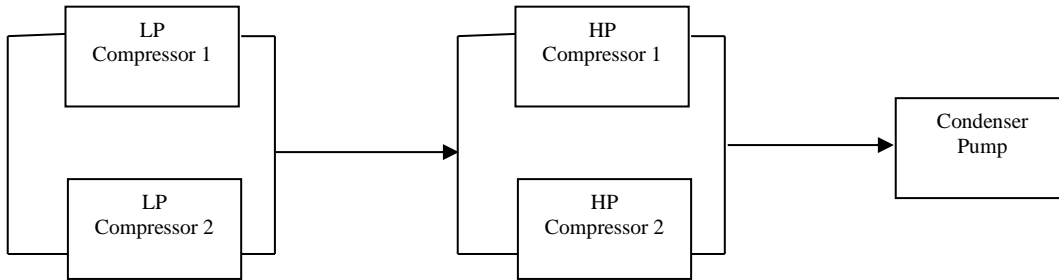 LP
Compressor 1
HP
Compressor 1
Condenser
Pump
LP
Compressor 2
HP
Compressor 2